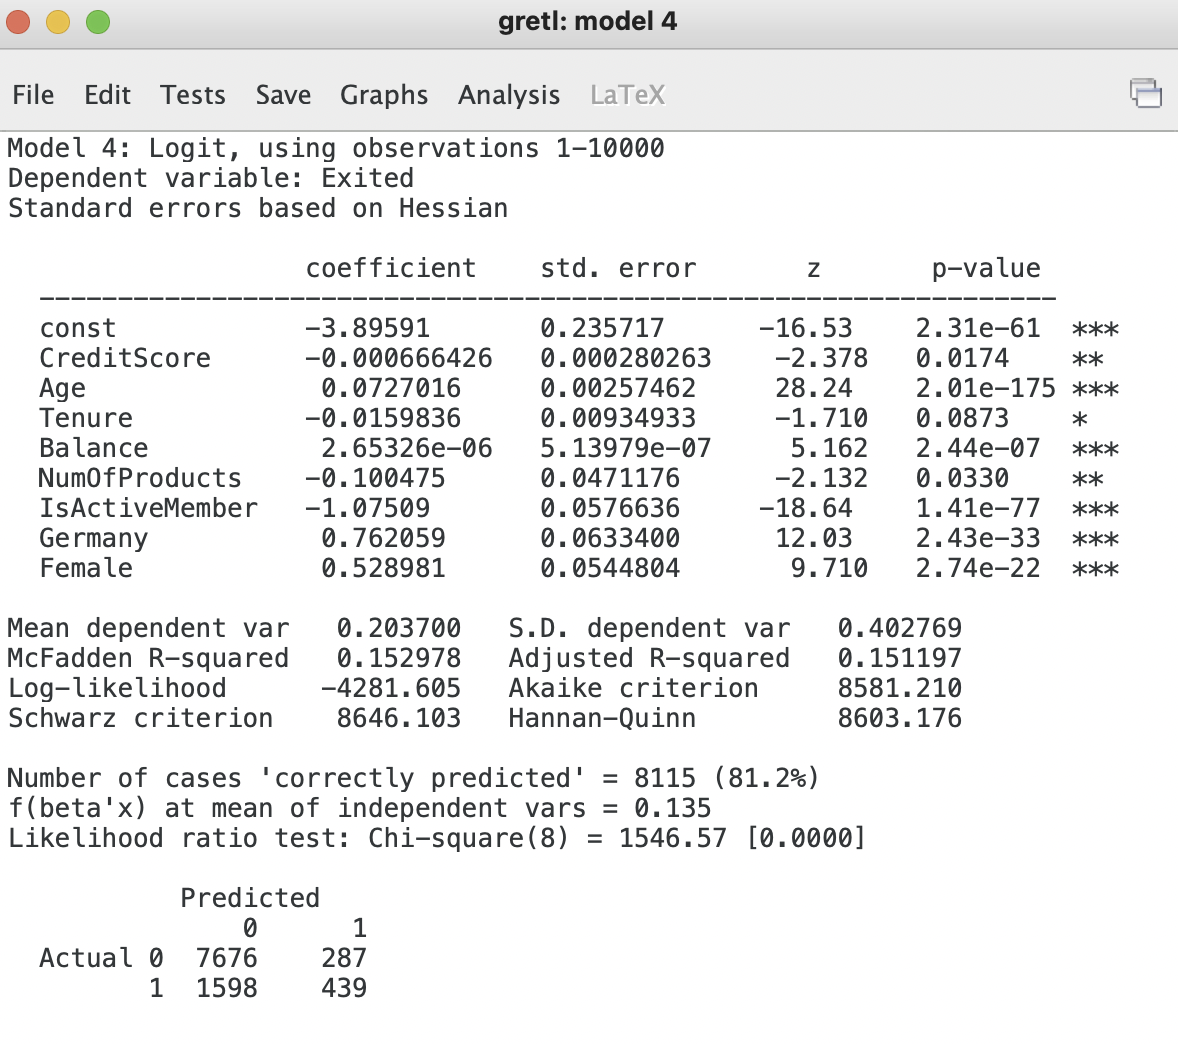 gretl: model 4
File Edit Tests Save Graphs Analysis LaTeX
Model 4: Logit, using observations 1-10000
Dependent variable: Exited
Standard errors based on Hessian
coefficient std. error z p-value
const -3.89591 0.235717 -16.53 2.31e-61 ***
CreditScore -0.000666426 0.000280263 -2.378 0.0174 **
Age 0.0727016 0.00257462 28.24 2.01e-175 ***
Tenure -0.0159836 0.00934933 -1.710 0.0873 *
Balance 2.65326e-06 5.13979e-07 5.162 2.44e-07 ***
NumOfProducts -0.100475 0.0471176 -2.132 0.0330 **
IsActiveMember -1.07509 0.0576636 -18.64 1.41e-77 ***
Germany 0.762059 0.0633400 12.03 2.43e-33 ***
Female 0.528981 0.0544804 9.710 2.74e-22 ***
Mean dependent var 0.203700 S.D. dependent var 0.402769
McFadden R-squared 0.152978 Adjusted R-squared 0.151197
Log-likelihood -4281.605 Akaike criterion 8581.210
Schwarz criterion 8646.103 Hannan-Quinn 8603.176
Number of cases 'correctly predicted' = 8115 (81.2%)
f(beta'x) at mean of independent vars = 0.135
Likelihood ratio test: Chi-square(8) = 1546.57 [0.0000]
Predicted
0 1
Actual 0 7676 287
1 1598 439